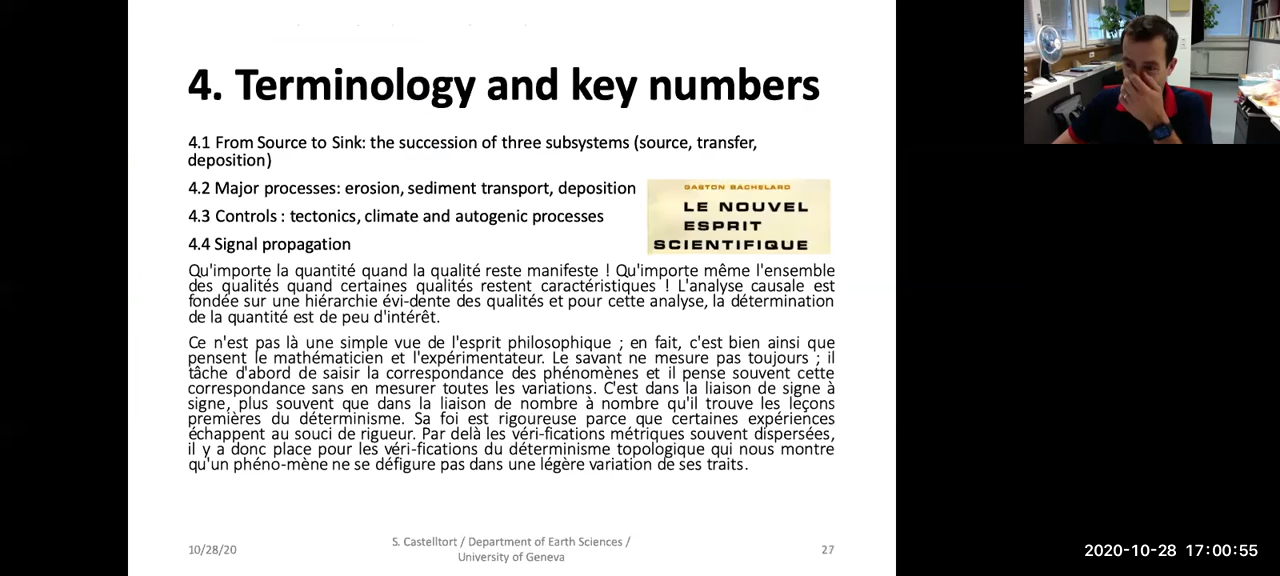 4. Terminology and key numbers
4.1 From Source to Sink: the succession of three subsystems (source, transfer,
deposition)
4.2 Major processes: erosion, sediment transport, deposition
4.3 Controls : tectonics, climate and autogenic processes
4.4 Signal propagation
GASTON BACHELARD
LE NOUVEL
ESPRIT
SCIENTIFIQUE
Qu'importe la quantité quand la qualité reste manifeste ! Qu'importe même l'ensemble
des qualités quand certaines qualités restent caractéristiques ! L'analyse causale est
fondée sur une hiérarchie évi-dente des qualités et pour cette analyse, la détermination
de la quantité est de peu d'intérêt.
Ce n'est pas là une simple vue de l'esprit philosophique ; en fait, c'est bien ainsi que
pensent le mathématicien et l'expérimentateur. Le savant ne mesure pas toujours ; il
tâche d'abord de saisir la correspondance des phénomènes et il pense souvent cette
correspondance sans en mesurer toutes les variations. C'est dans la liaison de signe à
signe, plus souvent que dans la liaison de nombre à nombre qu'il trouve les leçons
premières du déterminisme. Sa foi est rigoureuse parce que certaines expériences
échappent au souci de rigueur. Par delà les véri-fications métriques souvent dispersées,
il y a donc place pour les véri-fications du déterminisme topologique qui nous montre
qu'un phéno-mène ne se défigure pas dans une légère variation de ses traits.
10/28/20
S. Castelltort / Department of Earth Sciences /
University of Geneva
27
2020-10-28 17:00:55